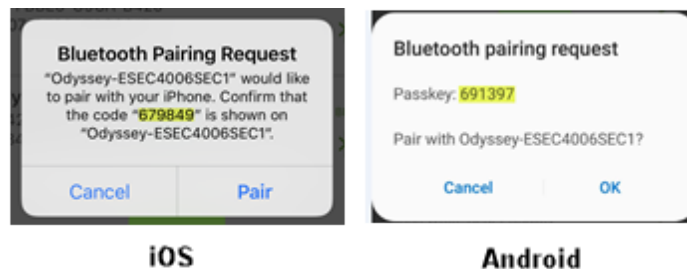 Bluetooth Pairing Request
"Odyssey-ESEC4006SEC1" would like
to pair with your iPhone. Confirm that
the code "679849" is shown on
"Odyssey-ESEC4006SEC1".
Cancel
Pair
iOS
Bluetooth pairing request
Passkey: 691397
Pair with Odyssey-ESEC4006SEC1?
Cancel
OK
Android